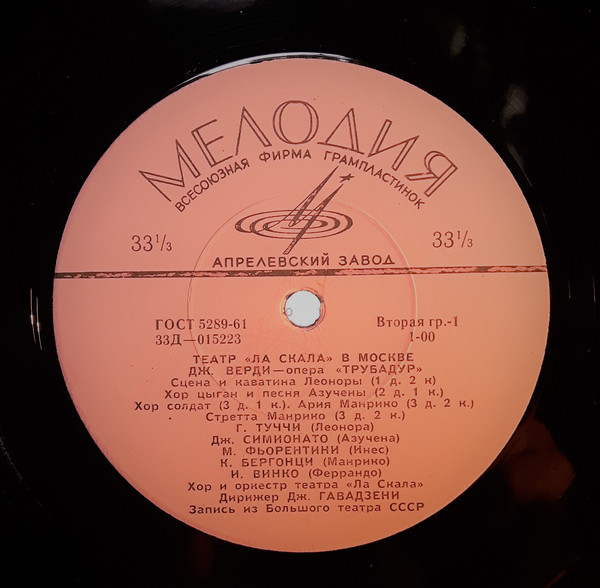 МЕЛОДИЯ
ВСЕСОЮЗНАЯ ФИРМА ГРАМПЛАСТИНОК
33 1/3 33 1/3
АПРЕЛЕВСКИЙ ЗАВОД
ГОСТ 5289-61 Вторая гр.-1
33Д—015223 1-00
ТЕАТР «ЛА СКАЛА» В МОСКВЕ
ДЖ. ВЕРДИ—опера «ТРУБАДУР»
Сцена и каватина Леоноры (1 д. 2 к)
Хор цыган и песня Азучены (2 д. 1 к.)
Хор солдат (3 д. 1 к.). Ария Манрико (3 д. 2 к.)
Стретта Манрико (3 д. 2 к.)
Г. ТУЧЧИ (Леонора)
Дж. СИМИОНАТО (Азучена)
М. ФЬОРЕНТИНИ (Инес)
К. БЕРГОНЦИ (Манрико)
И. ВИНКО (Феррандо)
Хор и оркестр театра «Ла Скала»
Дирижер Дж. ГАВАДЗЕНИ
Запись из Большого театра СССР